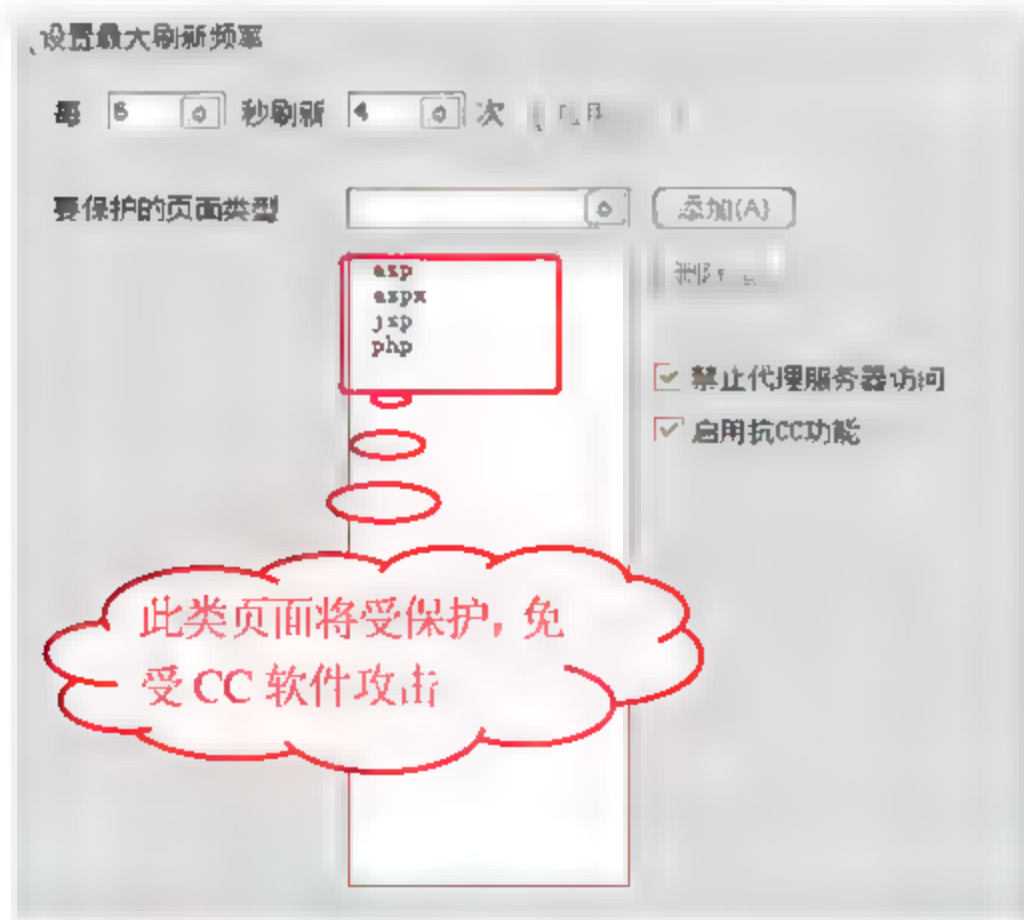 设置最大刷新频率
每 5 秒刷新 4 次
要保护的页面类型 添加(A)
asp
aspx
jsp
php
禁止代理服务器访问
启用抗CC功能
此类页面将受保护，免
受 CC 软件攻击